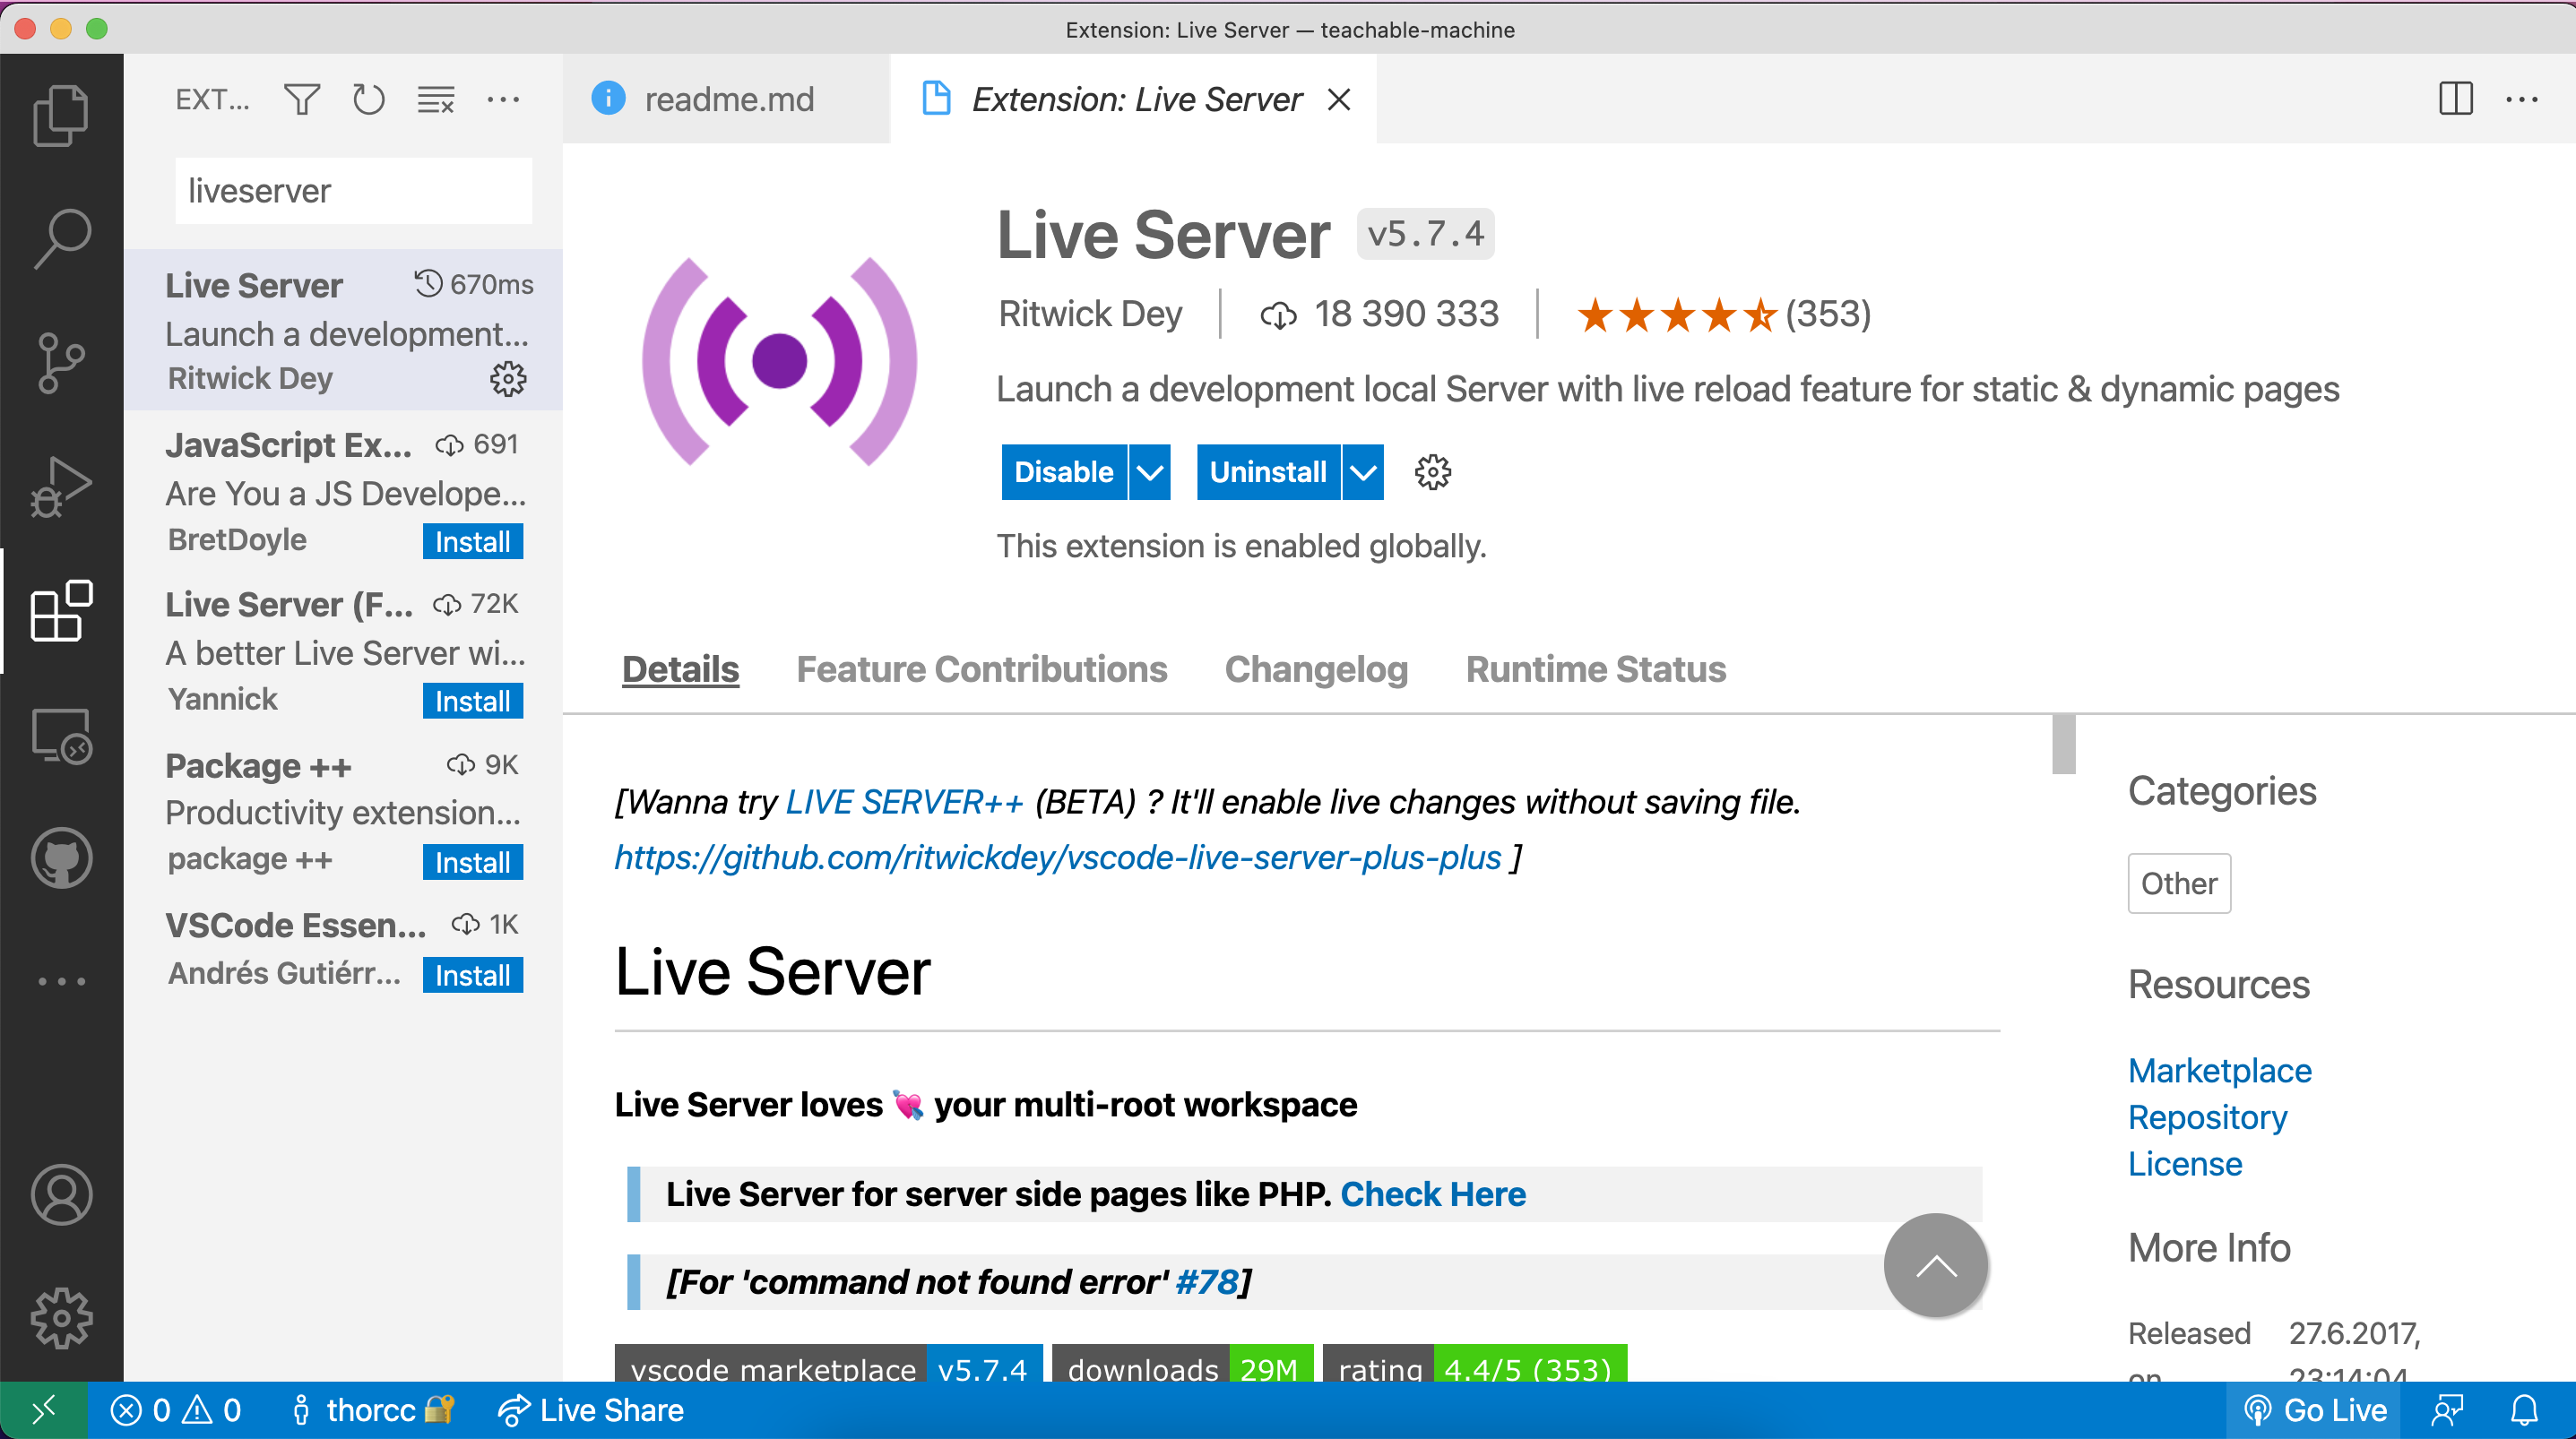 Extension: Live Server — teachable-machine
EXT...
readme.md
Extension: Live Server
liveserver
Live Server 670ms
Launch a development...
Ritwick Dey
JavaScript Ex... 691
Are You a JS Develope...
BretDoyle Install
Live Server (F... 72K
A better Live Server wi...
Yannick Install
Package ++ 9K
Productivity extension...
package ++ Install
VSCode Essen... 1K
Andrés Gutiérr... Install
Live Server v5.7.4
Ritwick Dey 18 390 333 (353)
Launch a development local Server with live reload feature for static & dynamic pages
Disable Uninstall
This extension is enabled globally.
Details Feature Contributions Changelog Runtime Status
[Wanna try LIVE SERVER++ (BETA) ? It'll enable live changes without saving file.
https://github.com/ritwickdey/vscode-live-server-plus-plus ]
Live Server
Live Server loves 💘 your multi-root workspace
Live Server for server side pages like PHP. Check Here
[For 'command not found error' #78]
vscode marketplace v5.7.4 downloads 29M rating 4.4/5 (353)
Categories
Other
Resources
Marketplace
Repository
License
More Info
Released 27.6.2017,
on 23:14:04
0 0 thorcc 🔐 Live Share Go Live